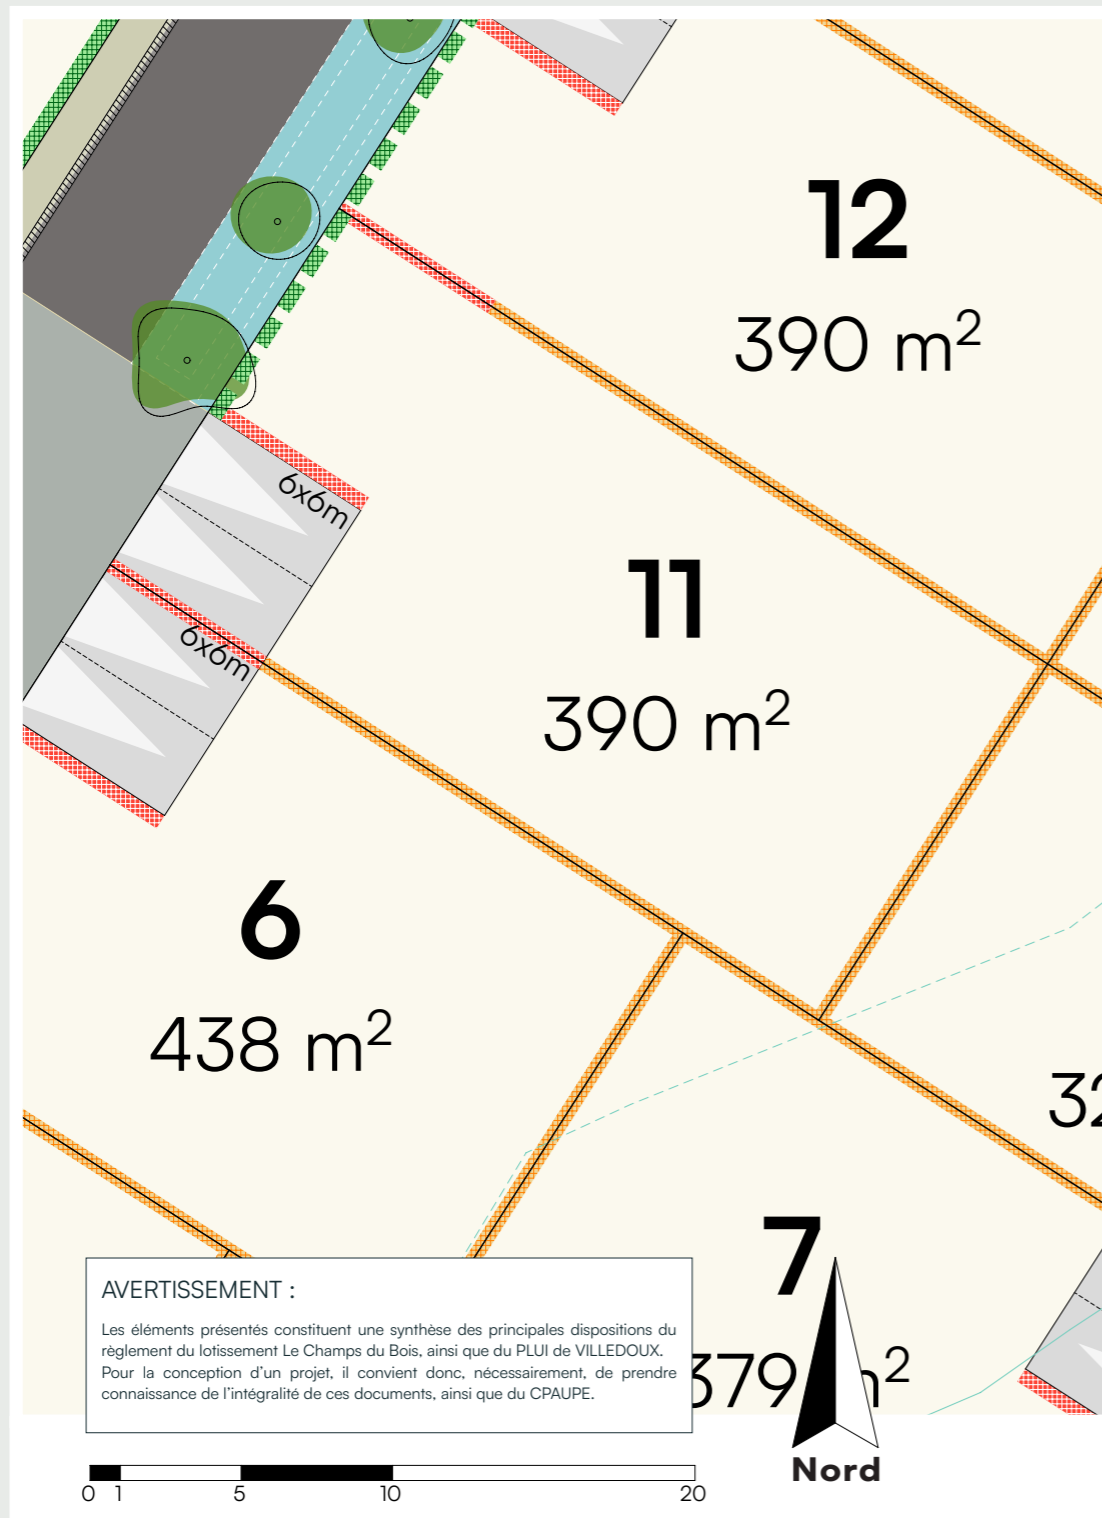 12
390 m²
6x6m
11
390 m²
6x6m
6
438 m²
32
7
379 m²
AVERTISSEMENT :
Les éléments présentés constituent une synthèse des principales dispositions du
règlement du lotissement Le Champs du Bois, ainsi que du PLUI de VILLEDOUX.
Pour la conception d'un projet, il convient donc, nécessairement, de prendre
connaissance de l'intégralité de ces documents, ainsi que du CPAUPE.
0 1 5 10 20
Nord